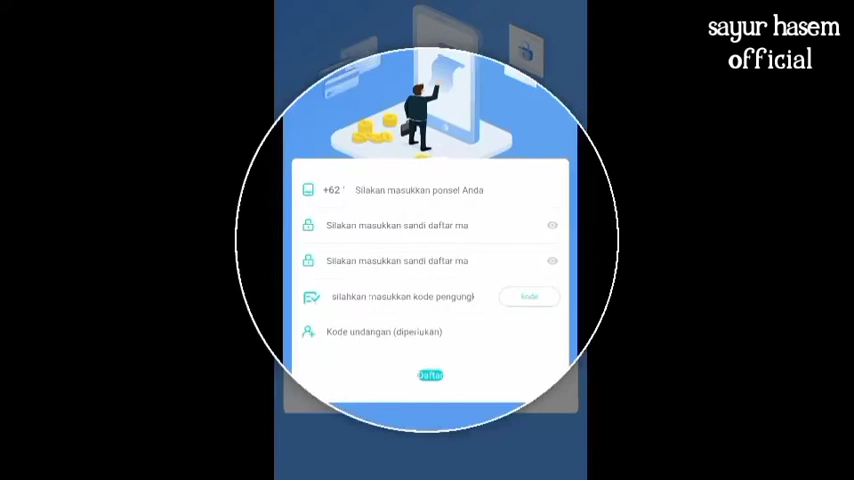 sayur hasem
official
+62
Silakan masukkan ponsel Anda
Silakan masukkan sandi daftar ma
Silakan masukkan sandi daftar ma
silahkan masukkan kode pengungk
kode
Kode undangan (diperlukan)
Daftar